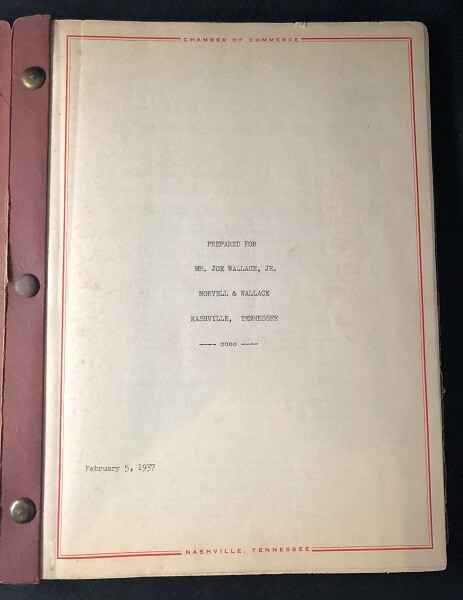 CHAMBER OF COMMERCE
PREPARED FOR
MR. JOE WALLACE, JR.
NORVELL & WALLACE
NASHVILLE, TENNESSEE
---- oooo ----
February 5, 1937
NASHVILLE, TENNESSEE